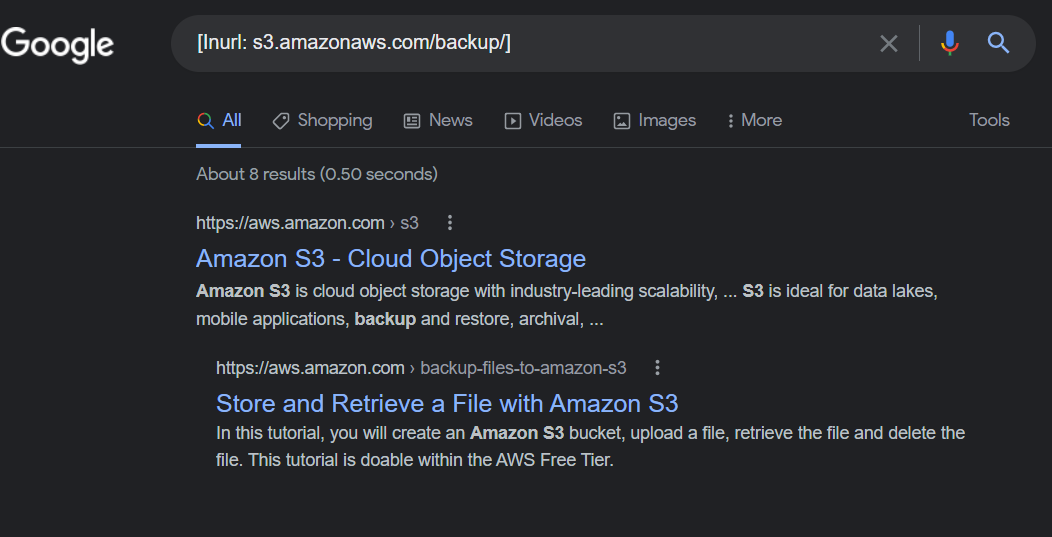 Google
[Inurl: s3.amazonaws.com/backup/]
All Shopping News Videos Images More Tools
About 8 results (0.50 seconds)
https://aws.amazon.com › s3
Amazon S3 - Cloud Object Storage
Amazon S3 is cloud object storage with industry-leading scalability, ... S3 is ideal for data lakes,
mobile applications, backup and restore, archival, ...
https://aws.amazon.com › backup-files-to-amazon-s3
Store and Retrieve a File with Amazon S3
In this tutorial, you will create an Amazon S3 bucket, upload a file, retrieve the file and delete the
file. This tutorial is doable within the AWS Free Tier.